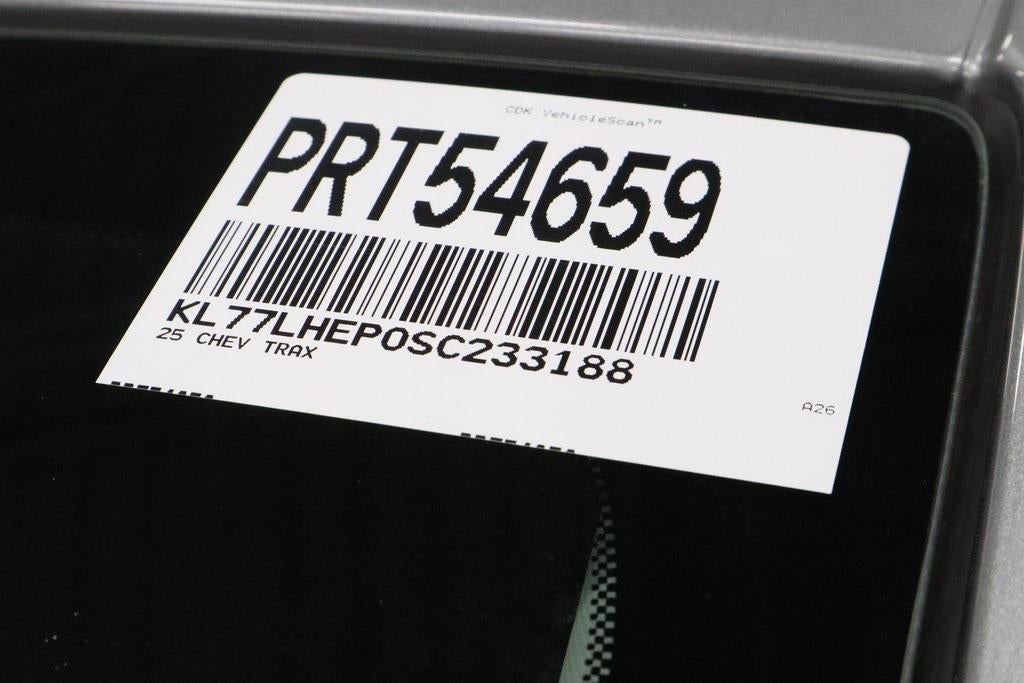 CDK VehicleScan™
PRT54659
KL77LHEP0SC233188
25 CHEV TRAX
A26